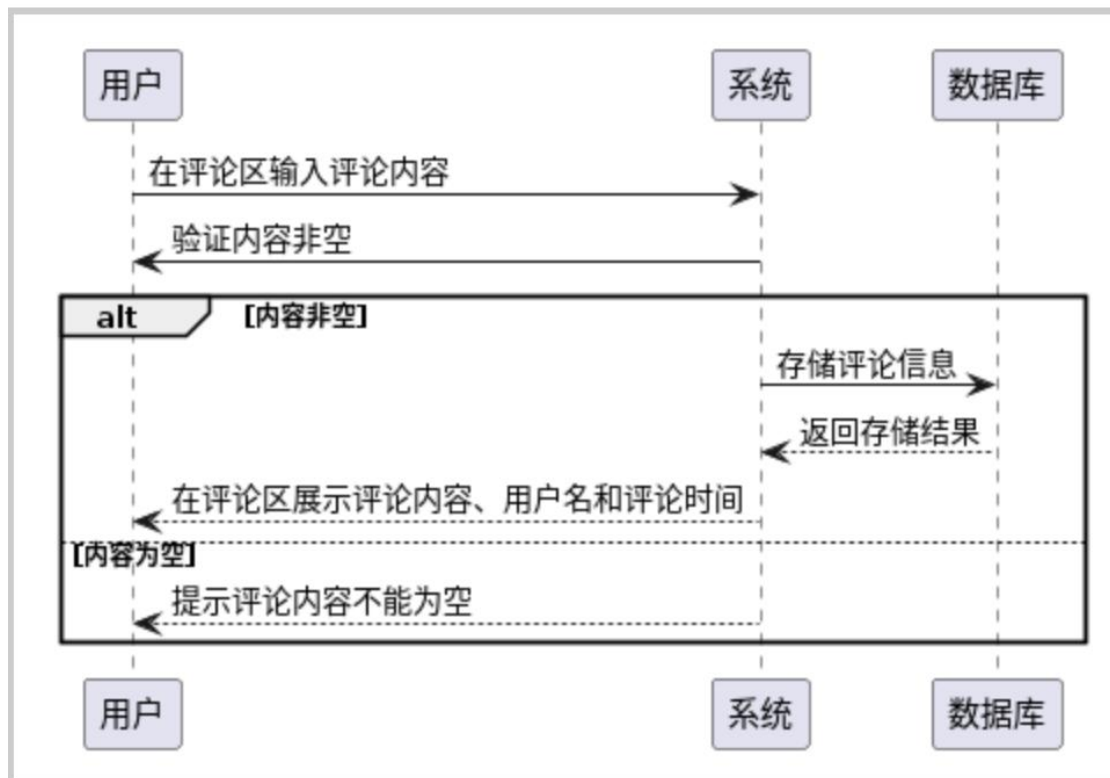 用户 系统 数据库
在评论区输入评论内容
验证内容非空
alt [内容非空]
存储评论信息
返回存储结果
在评论区展示评论内容、用户名和评论时间
[内容为空]
提示评论内容不能为空
用户 系统 数据库